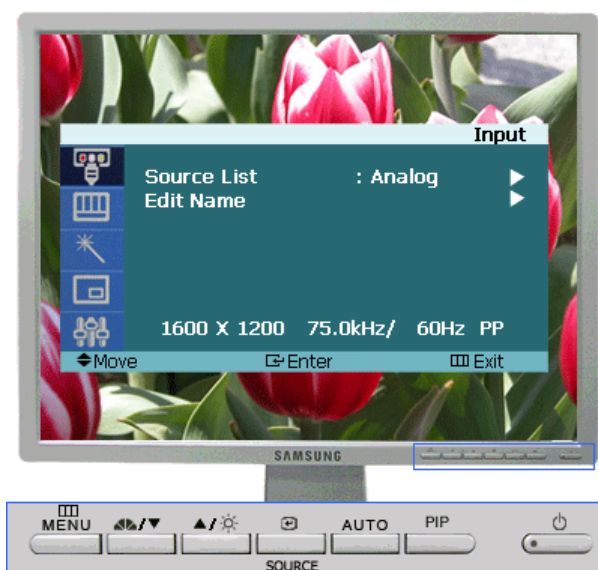 Input
Source List : Analog
Edit Name
1600 X 1200 75.0kHz/ 60Hz PP
Move Enter Exit
SAMSUNG
MENU / / AUTO PIP
SOURCE